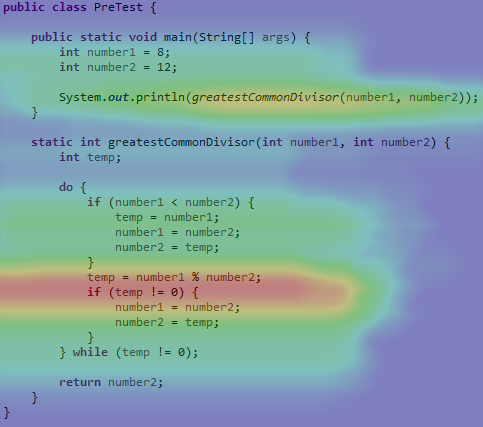 public class PreTest {
    public static void main(String[] args) {
        int number1 = 8;
        int number2 = 12;
        System.out.println(greatestCommonDivisor(number1, number2));
    }
    static int greatestCommonDivisor(int number1, int number2) {
        int temp;
        do {
            if (number1 < number2) {
                temp = number1;
                number1 = number2;
                number2 = temp;
            }
            temp = number1 % number2;
            if (temp != 0) {
                number1 = number2;
                number2 = temp;
            }
        } while (temp != 0);
        return number2;
    }
}